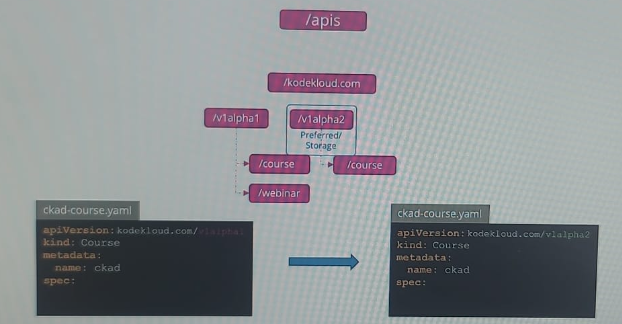 /apis
/kodekloud.com
/v1alpha1
/v1alpha2
Preferred/
Storage
/course
/course
/webinar
ckad-course.yaml
apiVersion: kodekloud.com/v1alpha1
kind: Course
metadata:
name: ckad
spec:
ckad-course.yaml
apiVersion: kodekloud.com/v1alpha2
kind: Course
metadata:
name: ckad
spec: